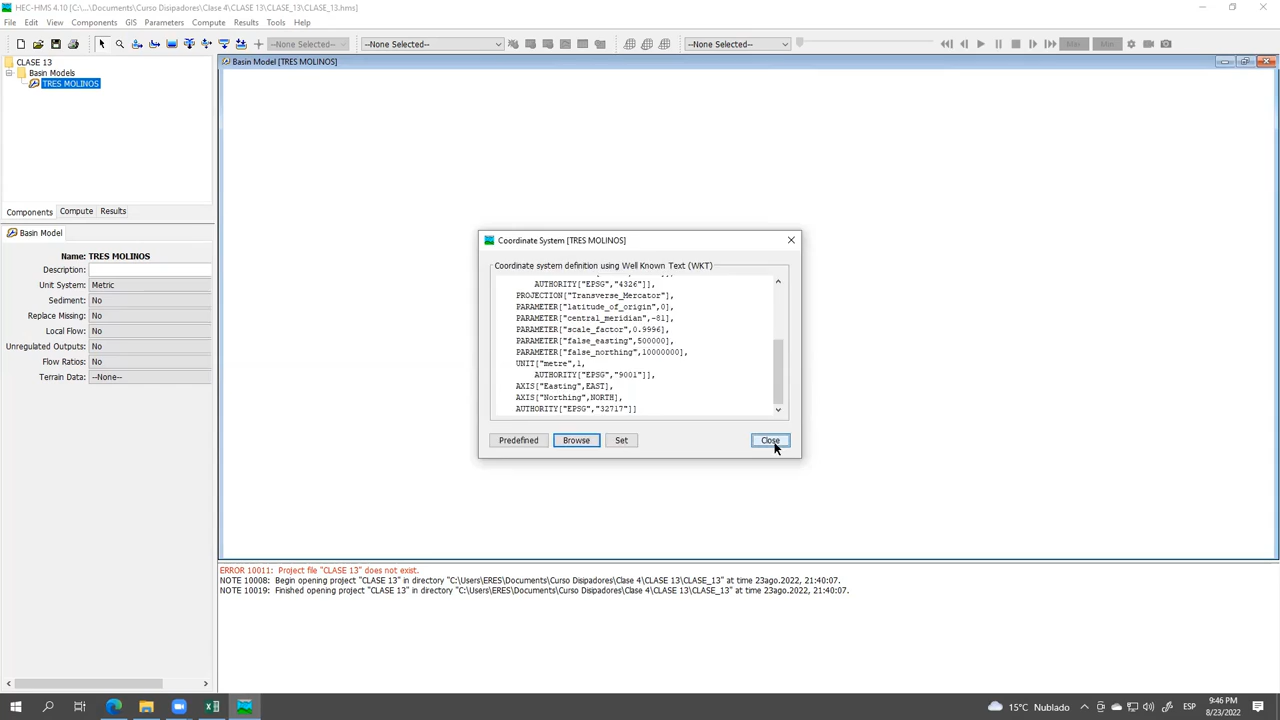 HEC-HMS 4.10 [C:\...\Documents\Curso Disipadores\Clase 4\CLASE 13\CLASE_13\CLASE_13.hms]
File Edit View Components GIS Parameters Compute Results Tools Help
--None Selected-- --None Selected-- --None Selected--
CLASE 13
Basin Models
TRES MOLINOS
Components Compute Results
Basin Model
Name: TRES MOLINOS
Description:
Unit System: Metric
Sediment: No
Replace Missing: No
Local Flow: No
Unregulated Outputs: No
Flow Ratios: No
Terrain Data: --None--
Basin Model [TRES MOLINOS]
Coordinate System [TRES MOLINOS]
Coordinate system definition using Well Known Text (WKT)
AUTHORITY["EPSG","4326"]],
PROJECTION["Transverse_Mercator"],
PARAMETER["latitude_of_origin",0],
PARAMETER["central_meridian",-81],
PARAMETER["scale_factor",0.9996],
PARAMETER["false_easting",500000],
PARAMETER["false_northing",10000000],
UNIT["metre",1,
AUTHORITY["EPSG","9001"]],
AXIS["Easting",EAST],
AXIS["Northing",NORTH],
AUTHORITY["EPSG","32717"]]
Predefined Browse Set Close
ERROR 10011: Project file "CLASE 13" does not exist.
NOTE 10008: Begin opening project "CLASE 13" in directory "C:\Users\ERES\Documents\Curso Disipadores\Clase 4\CLASE 13\CLASE_13" at time 23ago.2022, 21:40:07.
NOTE 10019: Finished opening project "CLASE 13" in directory "C:\Users\ERES\Documents\Curso Disipadores\Clase 4\CLASE 13\CLASE_13" at time 23ago.2022, 21:40:07.
15°C Nublado
ESP
9:46 PM
8/23/2022